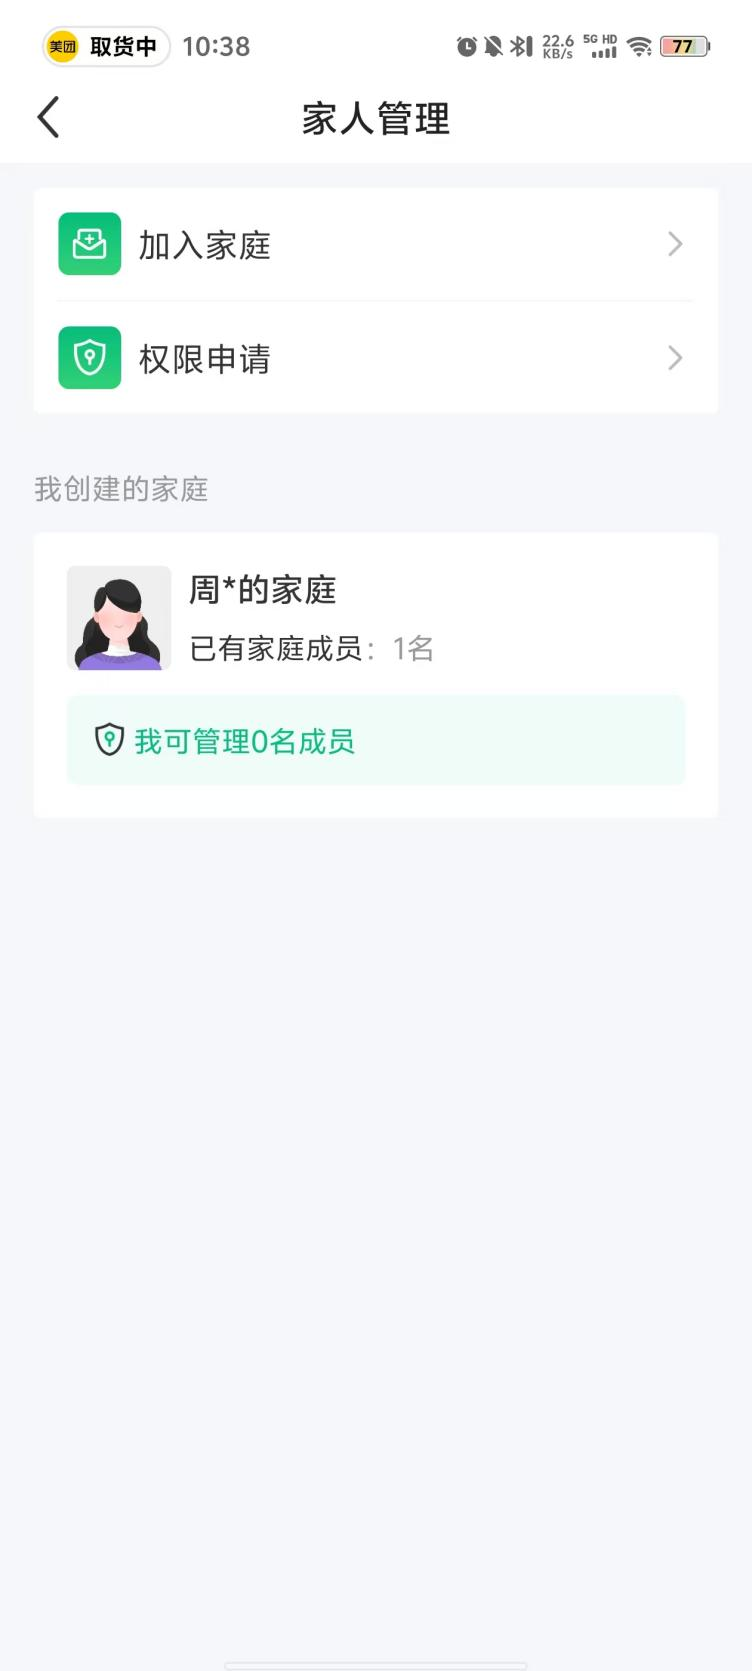 美团 取货中 10:38 22.6 KB/s 5G HD 77
家人管理
加入家庭
权限申请
我创建的家庭
周*的家庭
已有家庭成员：1名
我可管理0名成员